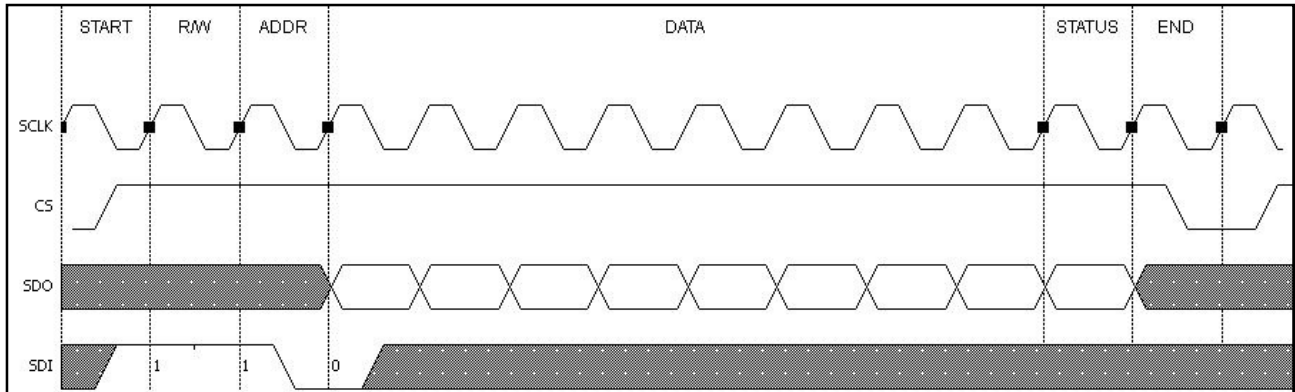 START R/W ADDR DATA STATUS END
SCLK
CS
SDO
SDI 1 1 0